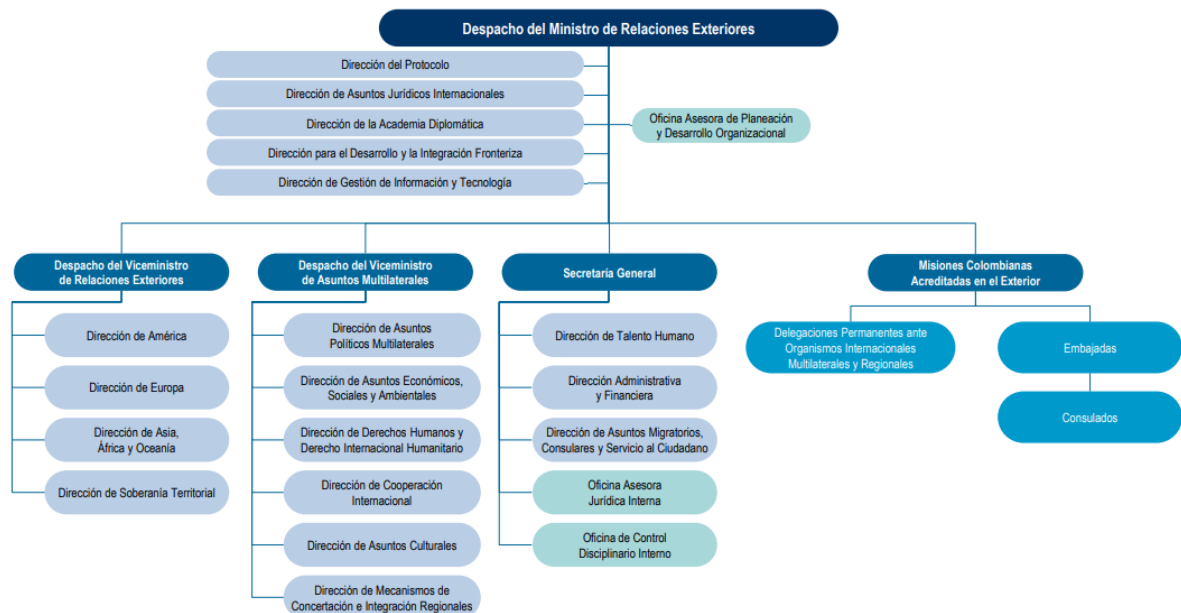 Despacho del Ministro de Relaciones Exteriores
Dirección del Protocolo
Dirección de Asuntos Jurídicos Internacionales
Dirección de la Academia Diplomática
Dirección para el Desarrollo y la Integración Fronteriza
Dirección de Gestión de Información y Tecnología
Oficina Asesora de Planeación
y Desarrollo Organizacional
Despacho del Viceministro
de Relaciones Exteriores
Dirección de América
Dirección de Europa
Dirección de Asia,
África y Oceanía
Dirección de Soberanía Territorial
Despacho del Viceministro
de Asuntos Multilaterales
Dirección de Asuntos
Políticos Multilaterales
Dirección de Asuntos Económicos,
Sociales y Ambientales
Dirección de Derechos Humanos y
Derecho Internacional Humanitario
Dirección de Cooperación
Internacional
Dirección de Asuntos Culturales
Dirección de Mecanismos de
Concertación e Integración Regionales
Secretaría General
Dirección de Talento Humano
Dirección Administrativa
y Financiera
Dirección de Asuntos Migratorios,
Consulares y Servicio al Ciudadano
Oficina Asesora
Jurídica Interna
Oficina de Control
Disciplinario Interno
Misiones Colombianas
Acreditadas en el Exterior
Delegaciones Permanentes ante
Organismos Internacionales
Multilaterales y Regionales
Embajadas
Consulados